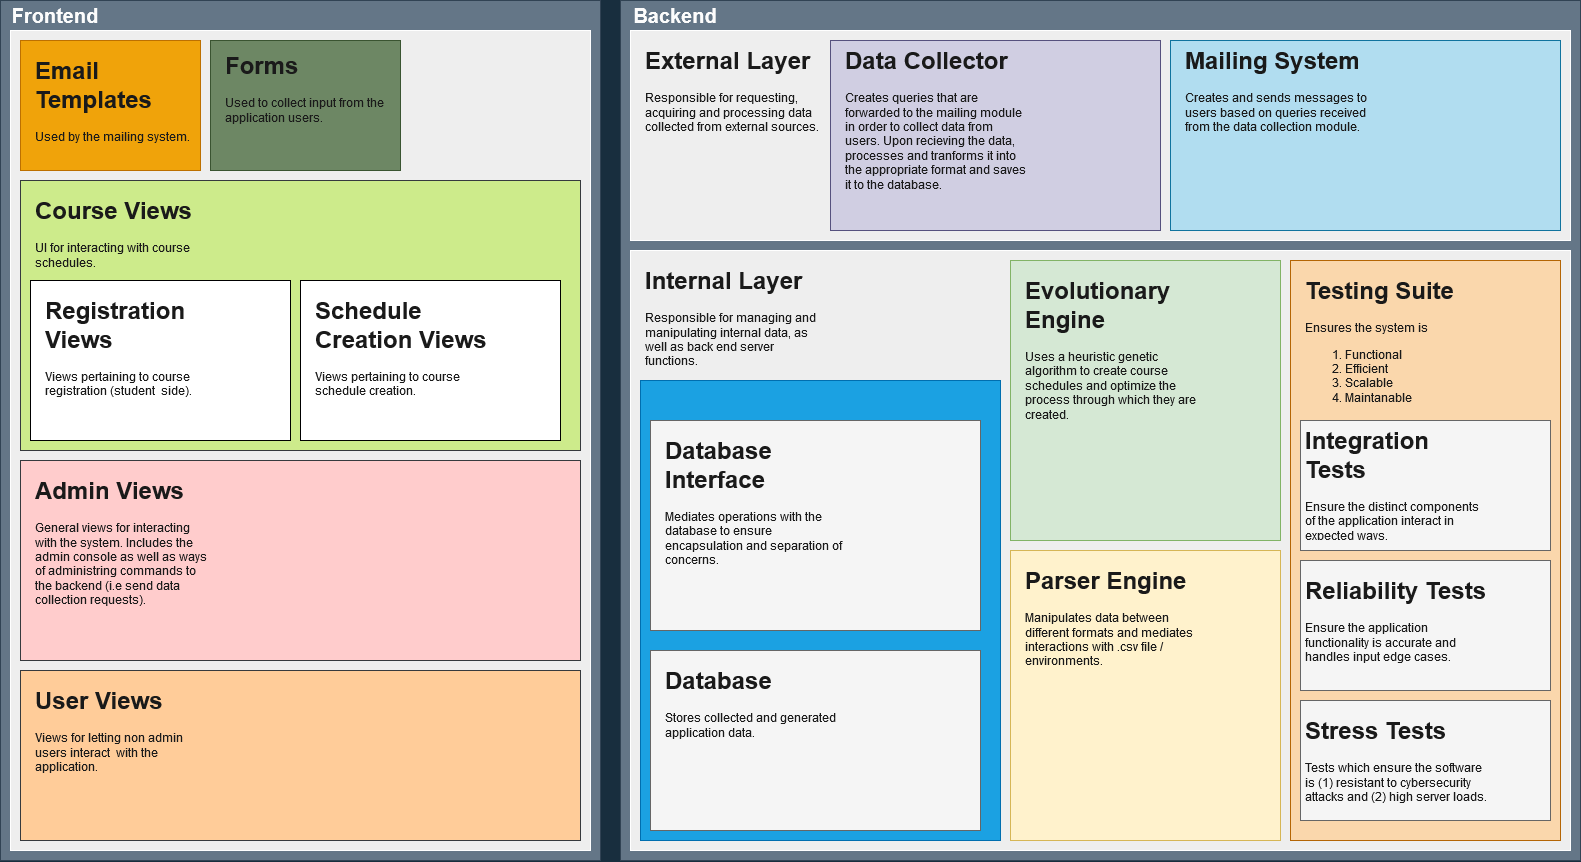 Frontend
Email
Templates
Used by the mailing system.
Forms
Used to collect input from the
application users.
Course Views
UI for interacting with course
schedules.
Registration
Views
Views pertaining to course
registration (student  side).
Schedule
Creation Views
Views pertaining to course
schedule creation.
Admin Views
General views for interacting
with the system. Includes the
admin console as well as ways
of administring commands to
the backend (i.e send data
collection requests).
User Views
Views for letting non admin
users interact  with the
application.
Backend
External Layer
Responsible for requesting,
acquiring and processing data
collected from external sources.
Data Collector
Creates queries that are
forwarded to the mailing module
in order to collect data from
users. Upon recieving the data,
processes and tranforms it into
the appropriate format and saves
it to the database.
Mailing System
Creates and sends messages to
users based on queries received
from the data collection module.
Internal Layer
Responsible for managing and
manipulating internal data, as
well as back end server
functions.
Database
Interface
Mediates operations with the
database to ensure
encapsulation and separation of
concerns.
Database
Stores collected and generated
application data.
Evolutionary
Engine
Uses a heuristic genetic
algorithm to create course
schedules and optimize the
process through which they are
created.
Parser Engine
Manipulates data between
different formats and mediates
interactions with .csv file /
environments.
Testing Suite
Ensures the system is
1. Functional
2. Efficient
3. Scalable
4. Maintanable
Integration
Tests
Ensure the distinct components
of the application interact in
expected ways.
Reliability Tests
Ensure the application
functionality is accurate and
handles input edge cases.
Stress Tests
Tests which ensure the software
is (1) resistant to cybersecurity
attacks and (2) high server loads.